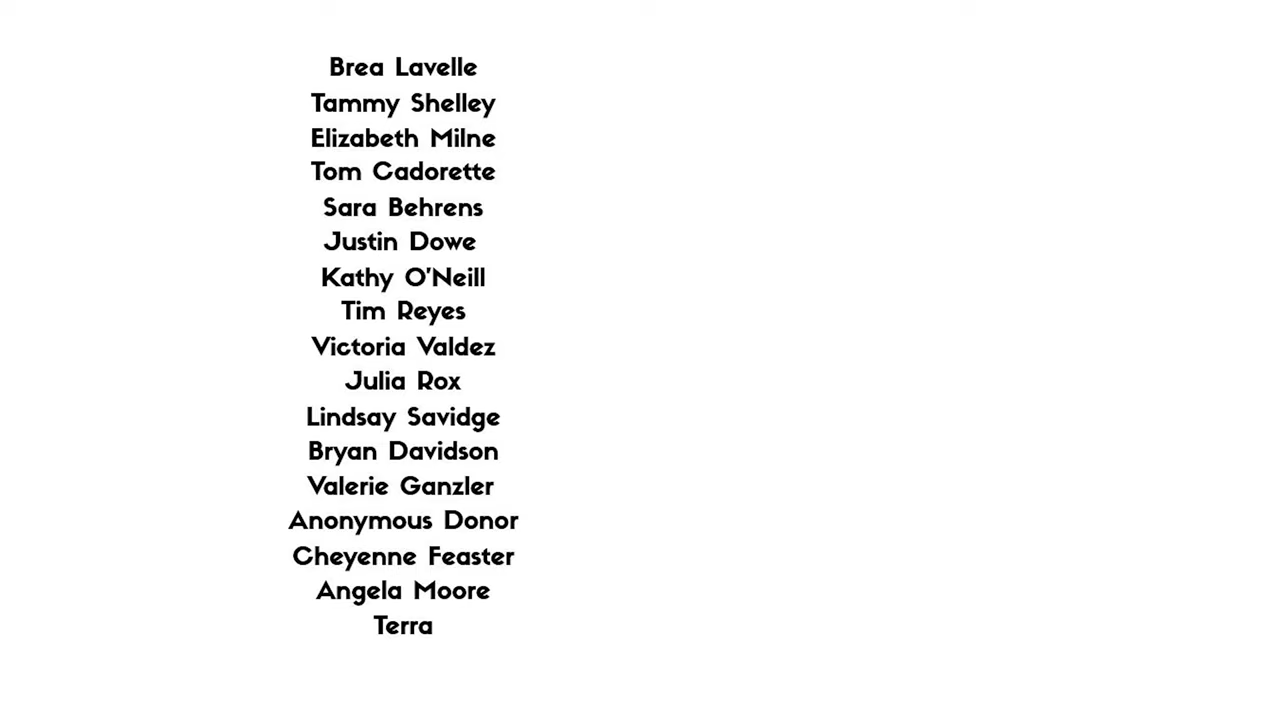 Brea Lavelle
Tammy Shelley
Elizabeth Milne
Tom Cadorette
Sara Behrens
Justin Dowe
Kathy O'Neill
Tim Reyes
Victoria Valdez
Julia Rox
Lindsay Savidge
Bryan Davidson
Valerie Ganzler
Anonymous Donor
Cheyenne Feaster
Angela Moore
Terra